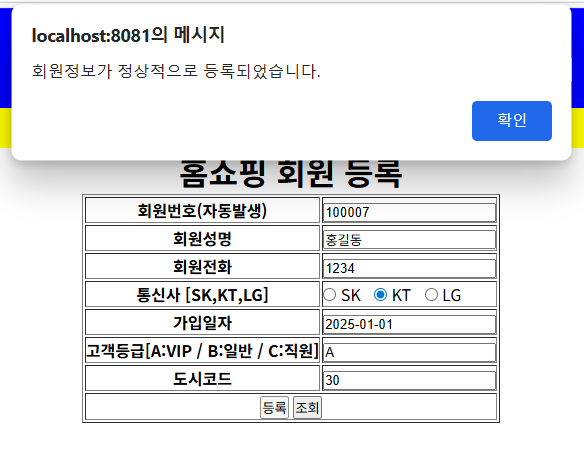 localhost:8081의 메시지
회원정보가 정상적으로 등록되었습니다.
확인
홈쇼핑 회원 등록
회원번호(자동발생) 100007
회원성명 홍길동
회원전화 1234
통신사 [SK,KT,LG] SK KT LG
가입일자 2025-01-01
고객등급[A:VIP / B:일반 / C:직원] A
도시코드 30
등록 조회